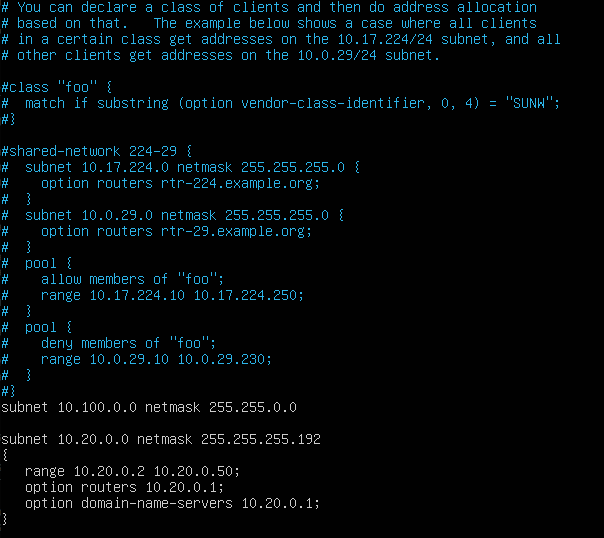 # You can declare a class of clients and then do address allocation
# based on that.   The example below shows a case where all clients
# in a certain class get addresses on the 10.17.224/24 subnet, and all
# other clients get addresses on the 10.0.29/24 subnet.

#class "foo" {
#  match if substring (option vendor-class-identifier, 0, 4) = "SUNW";
#}

#shared-network 224-29 {
#  subnet 10.17.224.0 netmask 255.255.255.0 {
#    option routers rtr-224.example.org;
#  }
#  subnet 10.0.29.0 netmask 255.255.255.0 {
#    option routers rtr-29.example.org;
#  }
#  pool {
#    allow members of "foo";
#    range 10.17.224.10 10.17.224.250;
#  }
#  pool {
#    deny members of "foo";
#    range 10.0.29.10 10.0.29.230;
#  }
#}
subnet 10.100.0.0 netmask 255.255.0.0

subnet 10.20.0.0 netmask 255.255.255.192
{
   range 10.20.0.2 10.20.0.50;
   option routers 10.20.0.1;
   option domain-name-servers 10.20.0.1;
}